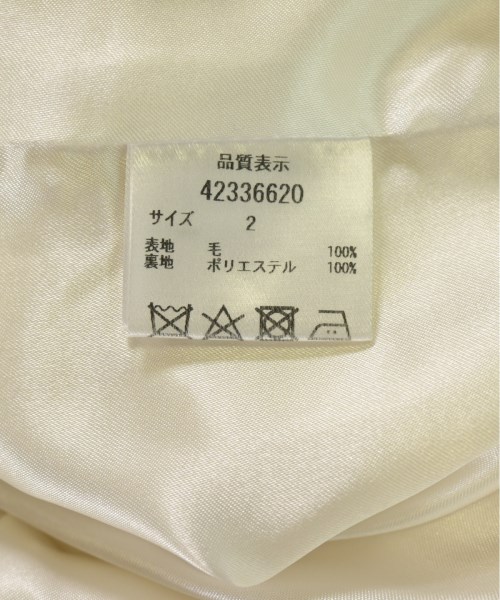 品質表示
42336620
サイズ 2
表地 毛 100%
裏地 ポリエステル 100%